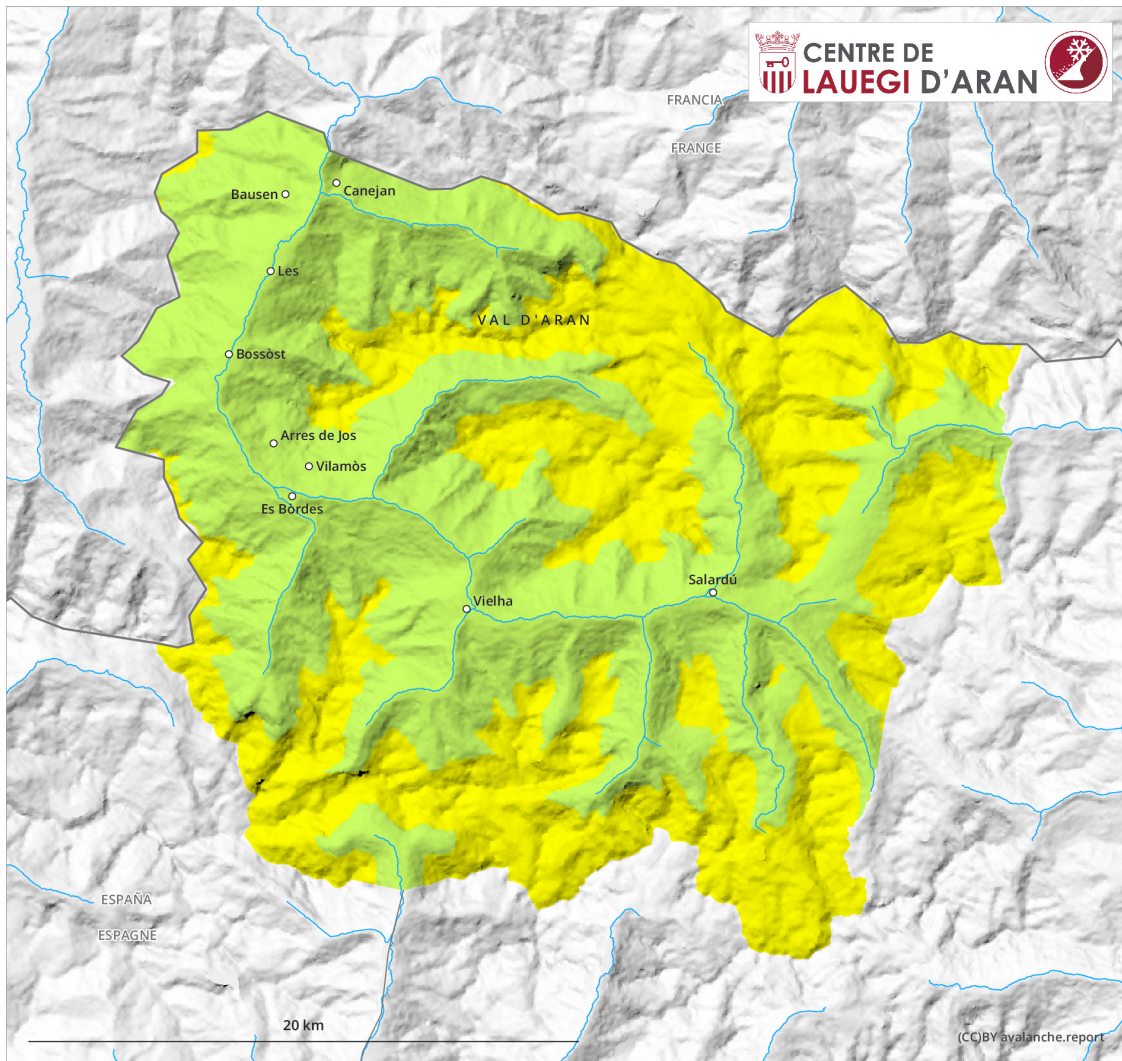 CENTRE DE
LAUEGI D'ARAN
FRANCIA
FRANCE
Canejan
Bausen
Les
VAL D'ARAN
Bossòst
Arres de Jos
Vilamòs
Es Bòrdes
Salardú
Vielha
ESPAÑA
ESPAGNE
20 km
(CC)BY avalanche.report